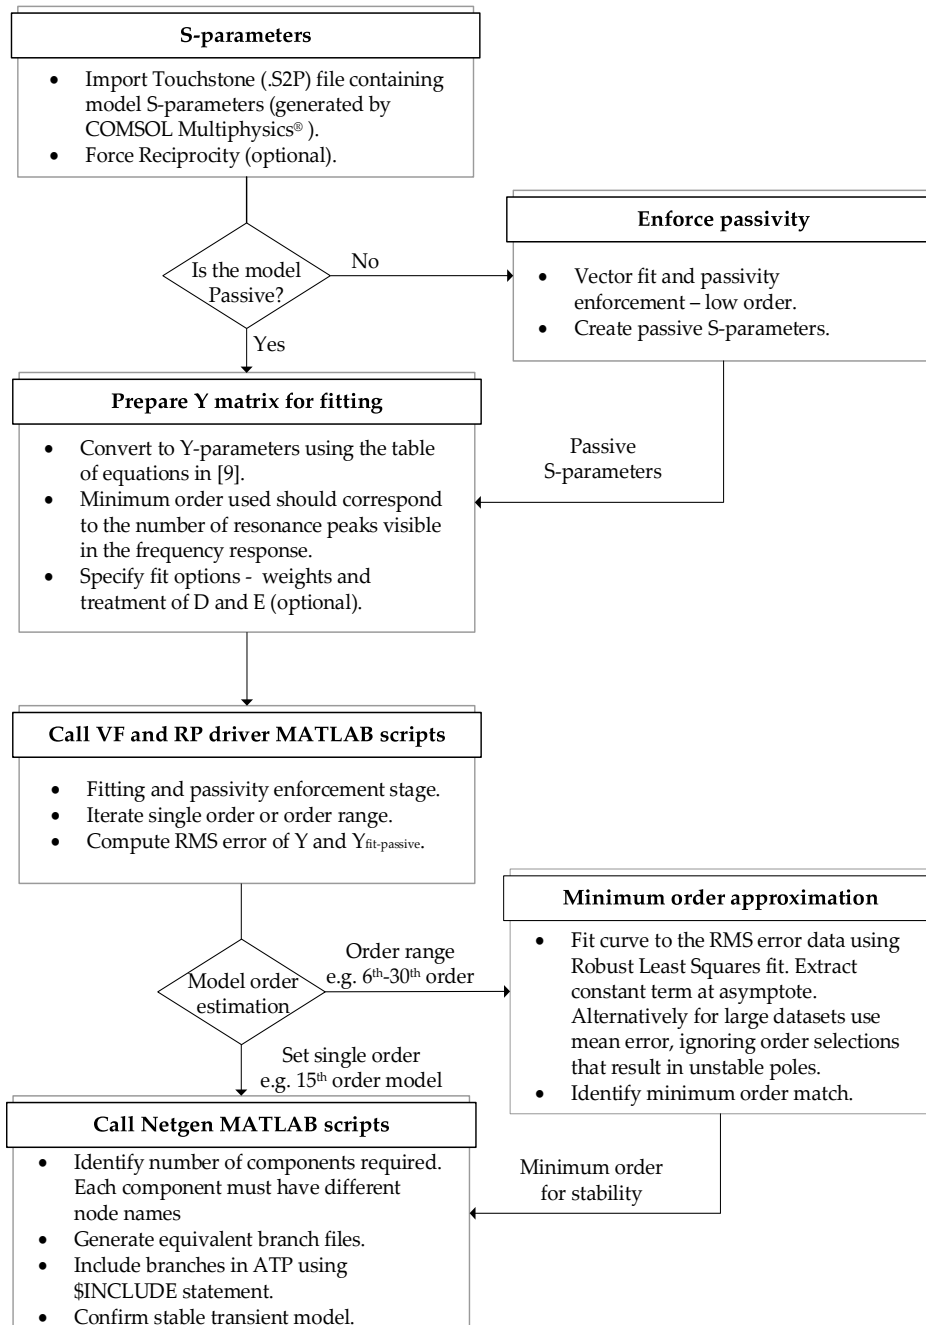 S-parameters
• Import Touchstone (.S2P) file containing
model S-parameters (generated by
COMSOL Multiphysics® ).
• Force Reciprocity (optional).
Is the model
Passive?
No
Yes
Enforce passivity
• Vector fit and passivity
enforcement – low order.
• Create passive S-parameters.
Passive
S-parameters
Prepare Y matrix for fitting
• Convert to Y-parameters using the table
of equations in [9].
• Minimum order used should correspond
to the number of resonance peaks visible
in the frequency response.
• Specify fit options - weights and
treatment of D and E (optional).
Call VF and RP driver MATLAB scripts
• Fitting and passivity enforcement stage.
• Iterate single order or order range.
• Compute RMS error of Y and Yfit-passive.
Model order
estimation
Order range
e.g. 6th-30th order
Set single order
e.g. 15th order model
Minimum order approximation
• Fit curve to the RMS error data using
Robust Least Squares fit. Extract
constant term at asymptote.
Alternatively for large datasets use
mean error, ignoring order selections
that result in unstable poles.
• Identify minimum order match.
Minimum order
for stability
Call Netgen MATLAB scripts
• Identify number of components required.
Each component must have different
node names
• Generate equivalent branch files.
• Include branches in ATP using
$INCLUDE statement.
• Confirm stable transient model.